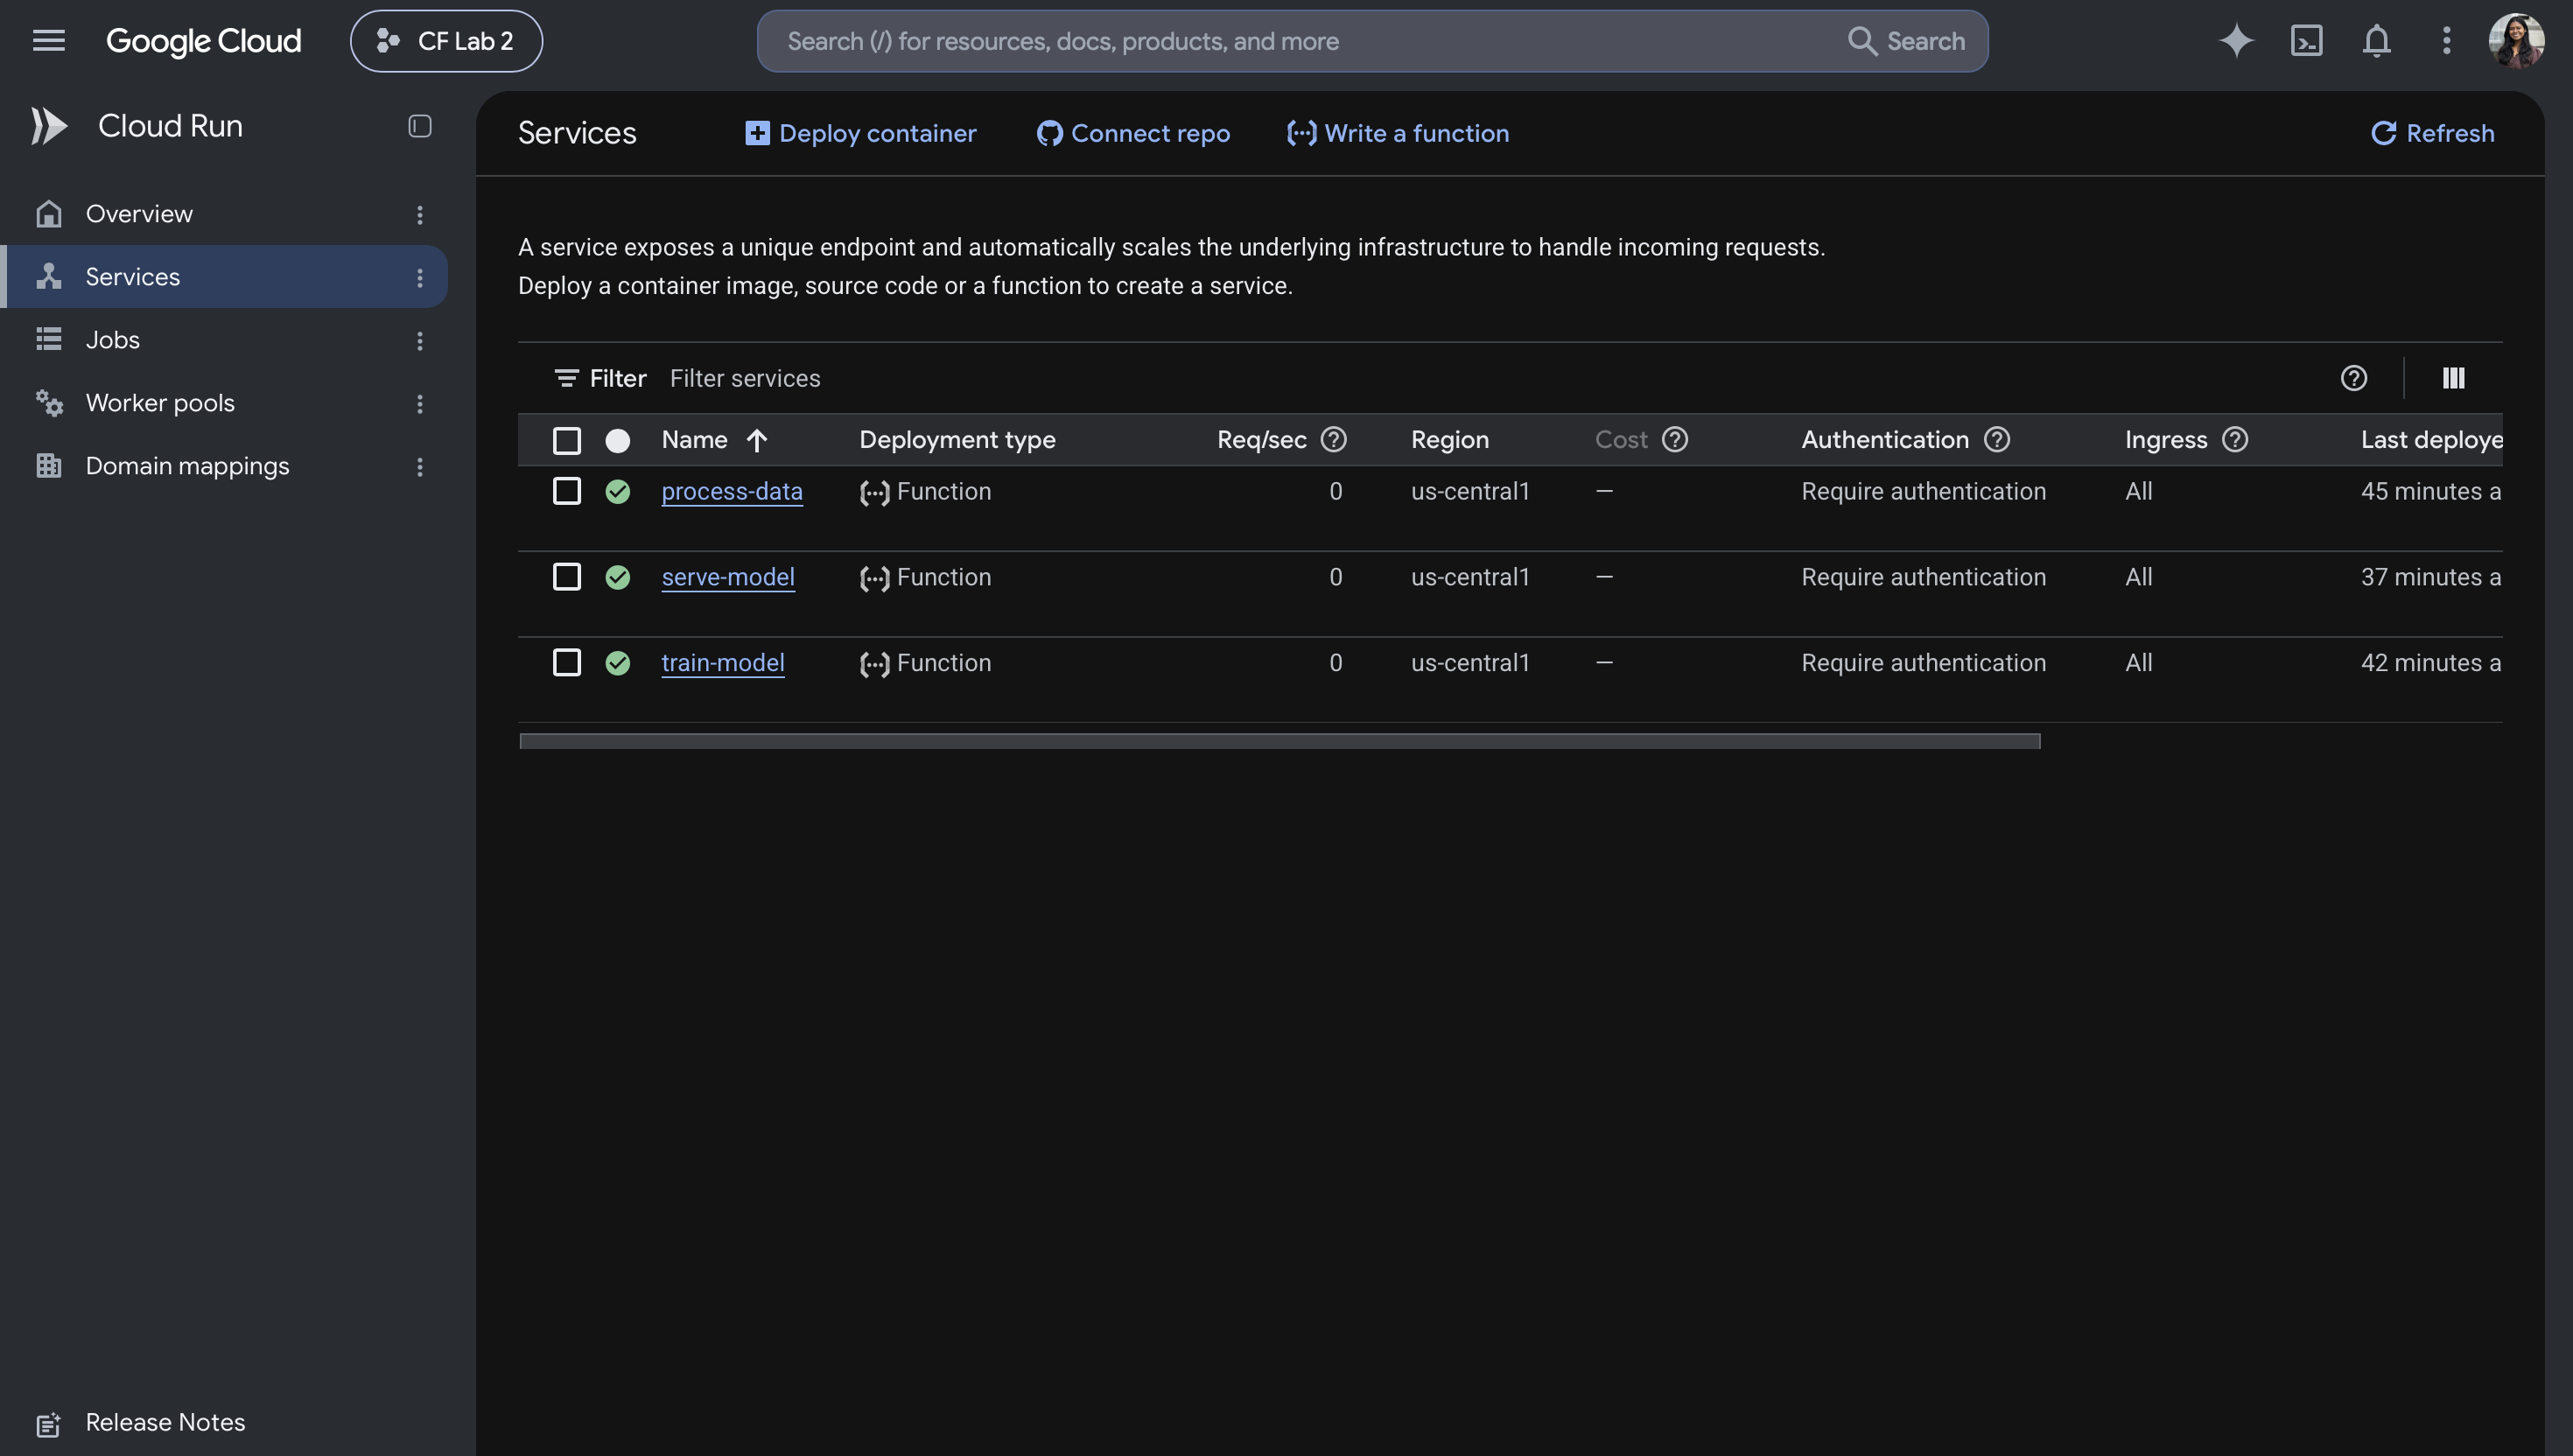 Google Cloud
CF Lab 2
Search (/) for resources, docs, products, and more
Search
Cloud Run
Overview
Services
Jobs
Worker pools
Domain mappings
Release Notes
Services
Deploy container
Connect repo
Write a function
Refresh
A service exposes a unique endpoint and automatically scales the underlying infrastructure to handle incoming requests.
Deploy a container image, source code or a function to create a service.
Filter Filter services
Name Deployment type Req/sec Region Cost Authentication Ingress Last deploye
process-data Function 0 us-central1 — Require authentication All 45 minutes a
serve-model Function 0 us-central1 — Require authentication All 37 minutes a
train-model Function 0 us-central1 — Require authentication All 42 minutes a